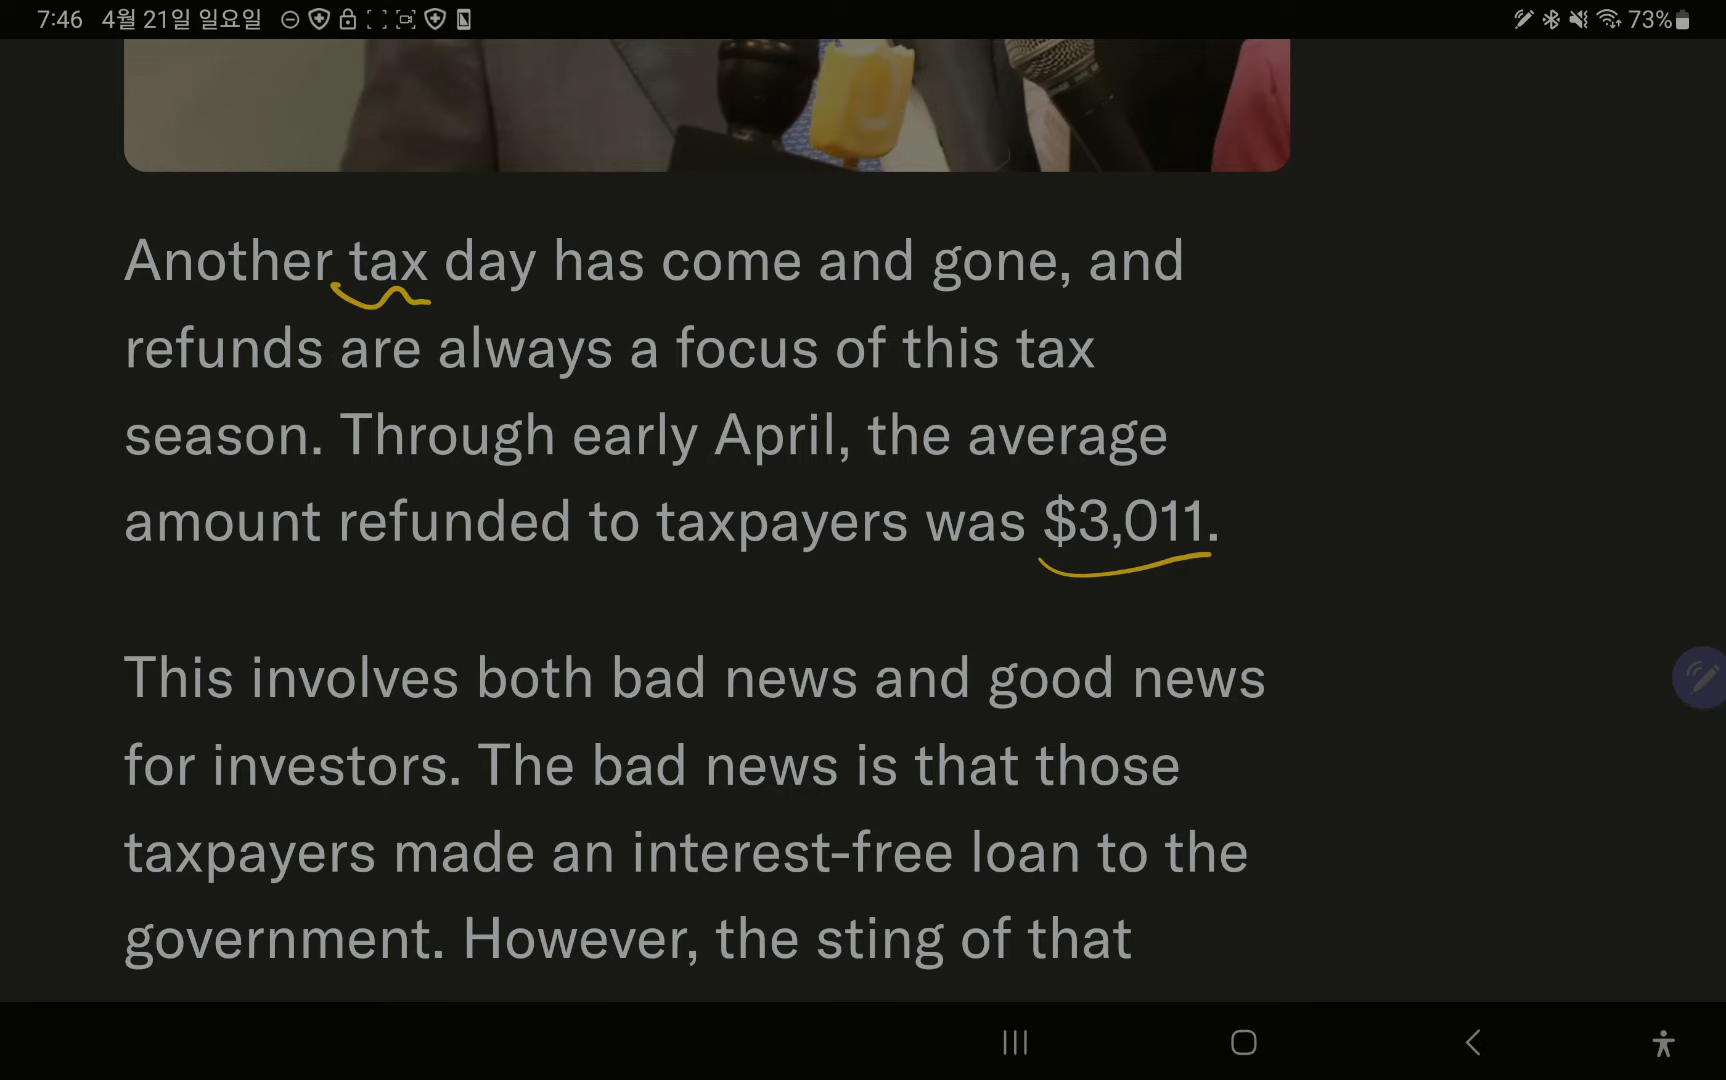 7:46 4월 21일 일요일 73%
Another tax day has come and gone, and
refunds are always a focus of this tax
season. Through early April, the average
amount refunded to taxpayers was $3,011.
This involves both bad news and good news
for investors. The bad news is that those
taxpayers made an interest-free loan to the
government. However, the sting of that